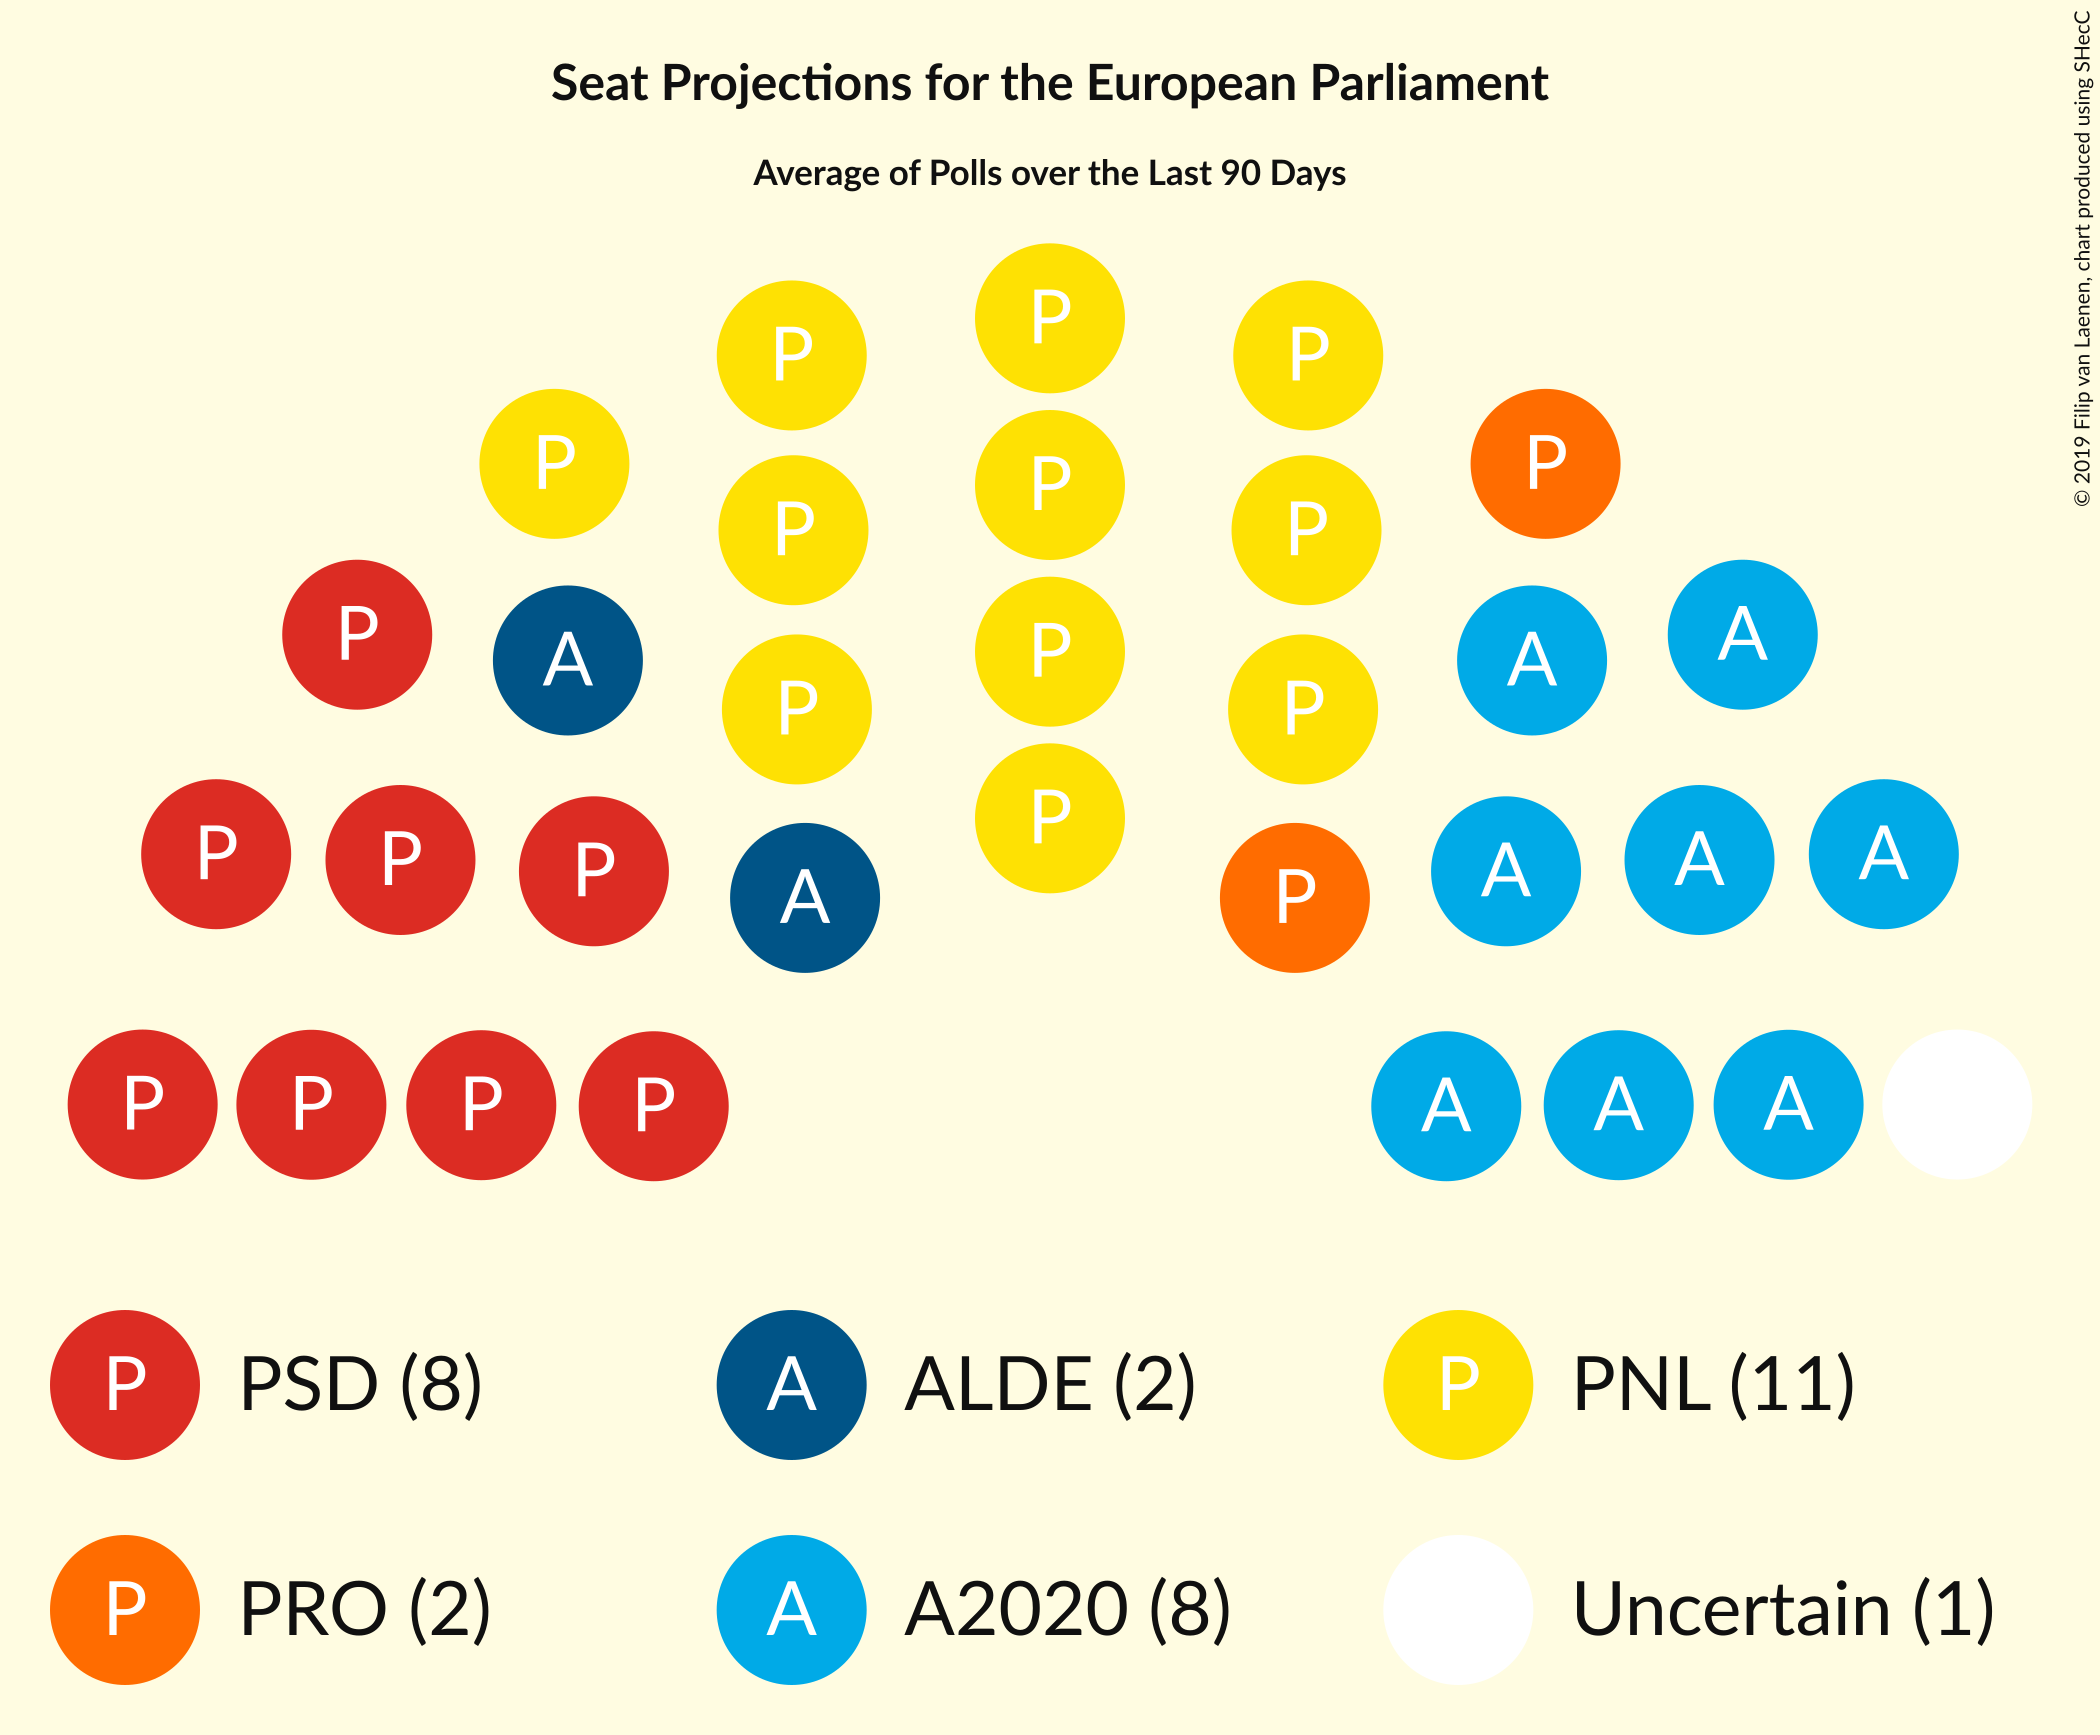 Seat Projections for the European Parliament
Average of Polls over the Last 90 Days
© 2019 Filip van Laenen, chart produced using SHecC
P
P P
P P
P
P P
P A A A
P P
P P
P P P A A A
A P
P P P P A A A
P PSD (8) A ALDE (2) P PNL (11)
P PRO (2) A A2020 (8) Uncertain (1)